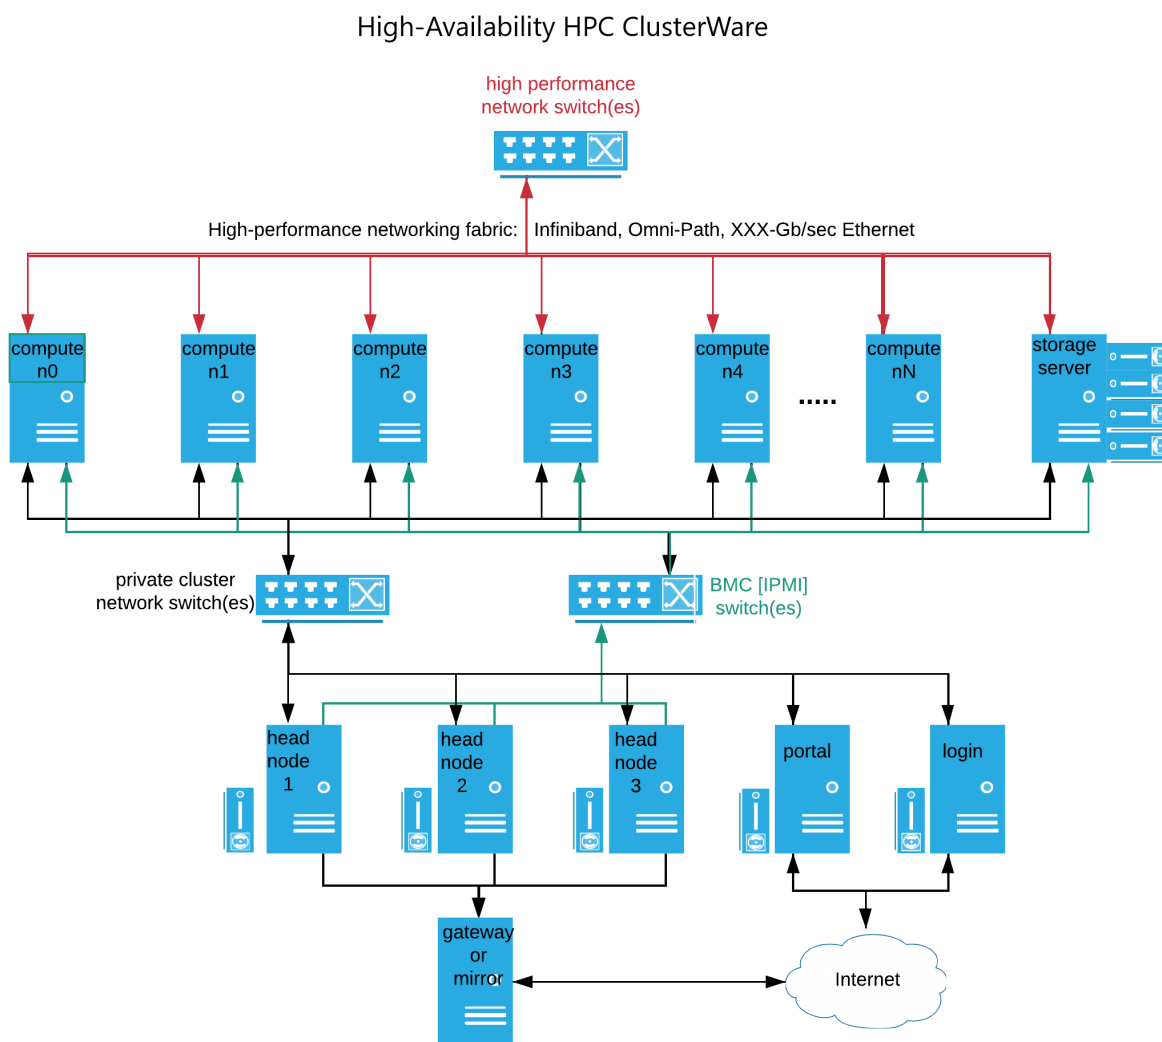 High-Availability HPC ClusterWare
high performance
network switch(es)
High-performance networking fabric: Infiniband, Omni-Path, XXX-Gb/sec Ethernet
compute
n0
compute
n1
compute
n2
compute
n3
compute
n4
.....
compute
nN
storage
server
private cluster
network switch(es)
BMC [IPMI]
switch(es)
head
node
1
head
node
2
head
node
3
portal
login
gateway
or
mirror
Internet